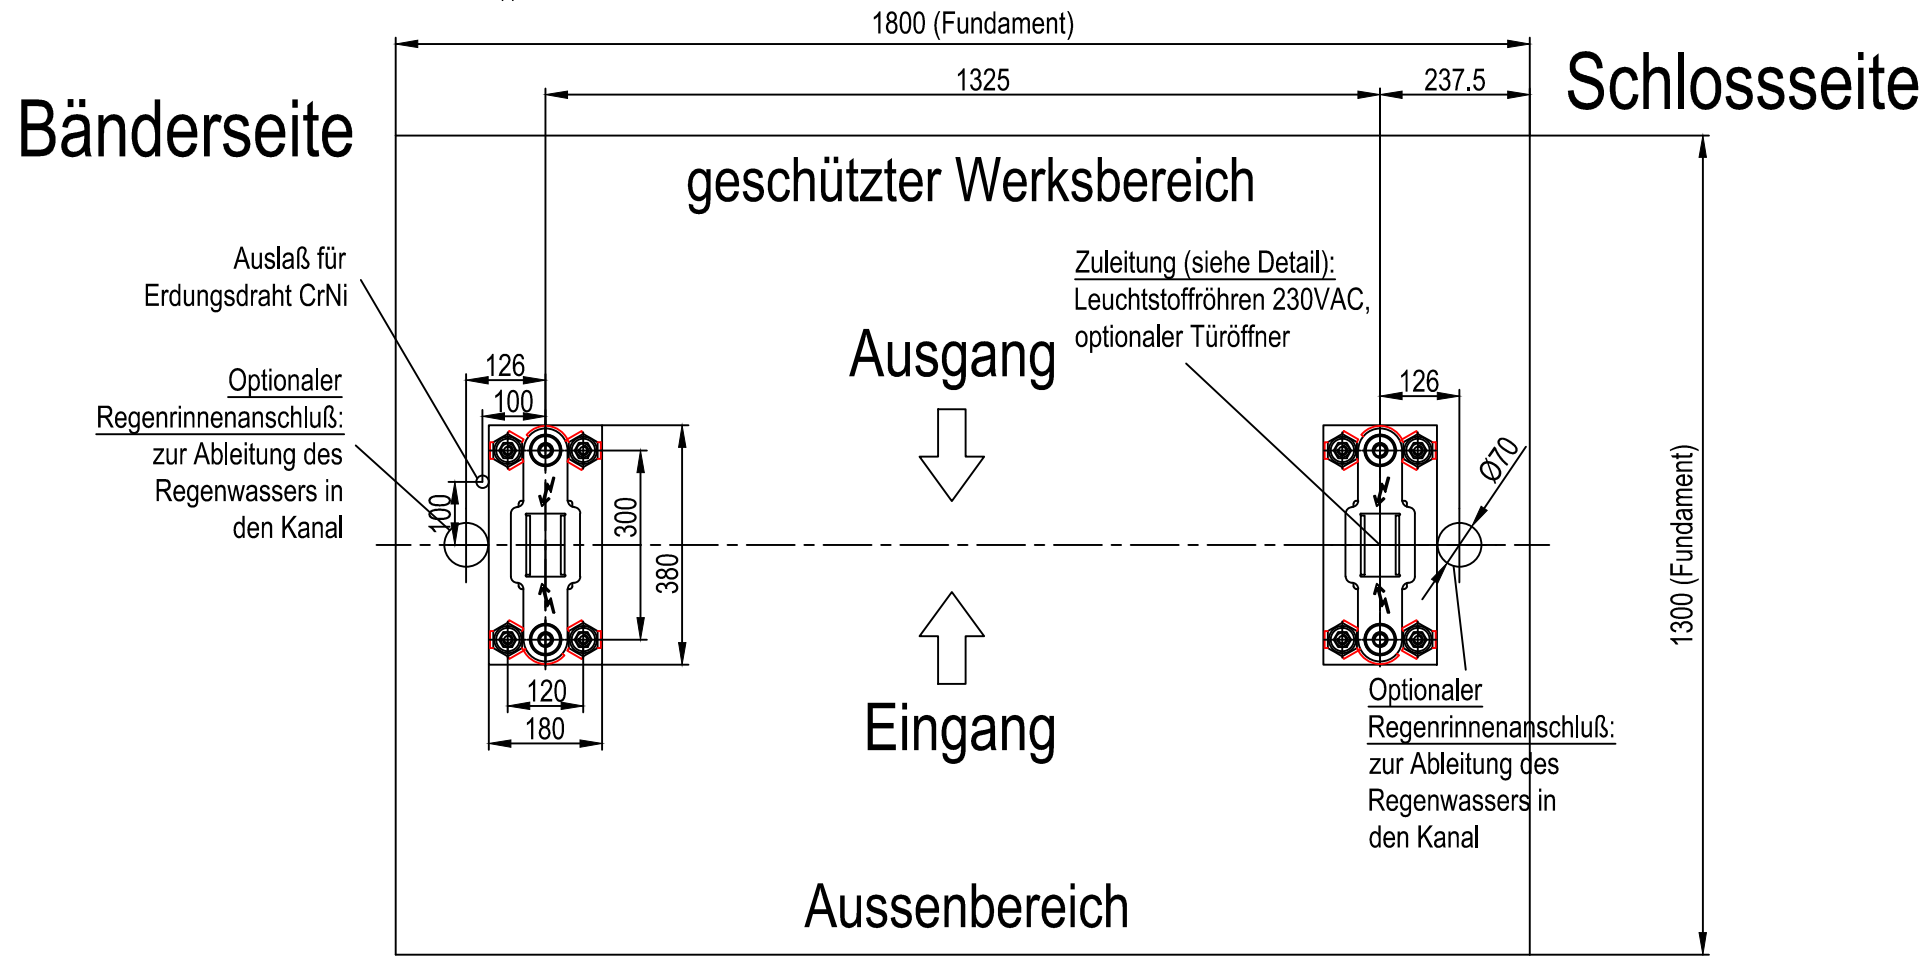 1800 (Fundament)
1325
237.5
Schlossseite
Bänderseite
geschützter Werksbereich
Auslaß für
Erdungsdraht CrNi
Zuleitung (siehe Detail):
Leuchtstoffröhren 230VAC,
optionaler Türöffner
Ausgang
126
100
Optionaler
Regenrinnenanschluß:
zur Ableitung des
Regenwassers in
den Kanal
100
300
380
120
180
126
Ø70
1300 (Fundament)
Eingang
Optionaler
Regenrinnenanschluß:
zur Ableitung des
Regenwassers in
den Kanal
Aussenbereich